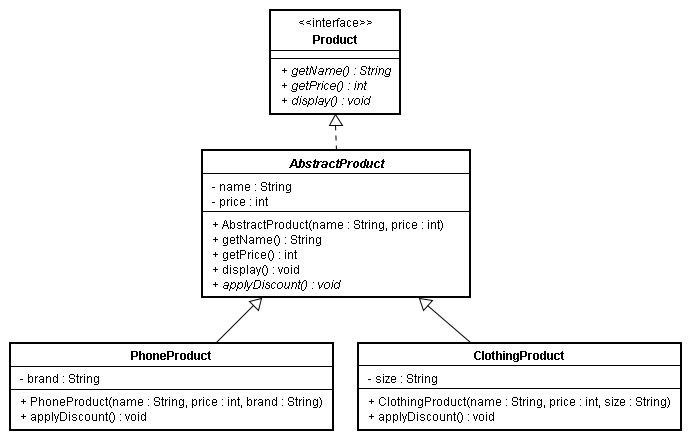 <<interface>>
Product
+ getName() : String
+ getPrice() : int
+ display() : void
AbstractProduct
- name : String
- price : int
+ AbstractProduct(name : String, price : int)
+ getName() : String
+ getPrice() : int
+ display() : void
+ applyDiscount() : void
PhoneProduct
- brand : String
+ PhoneProduct(name : String, price : int, brand : String)
+ applyDiscount() : void
ClothingProduct
- size : String
+ ClothingProduct(name : String, price : int, size : String)
+ applyDiscount() : void